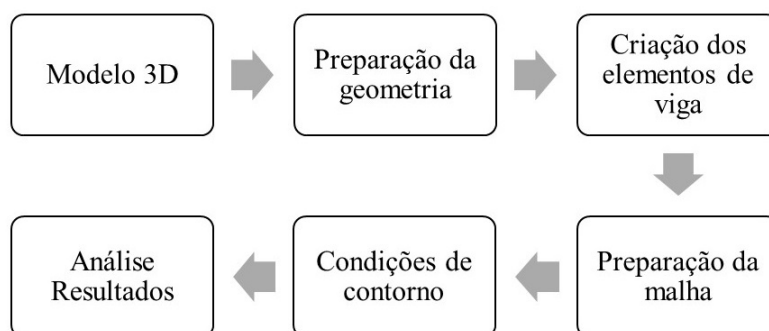 Modelo 3D
Preparação da
geometria
Criação dos
elementos de
viga
Preparação da
malha
Condições de
contorno
Análise
Resultados